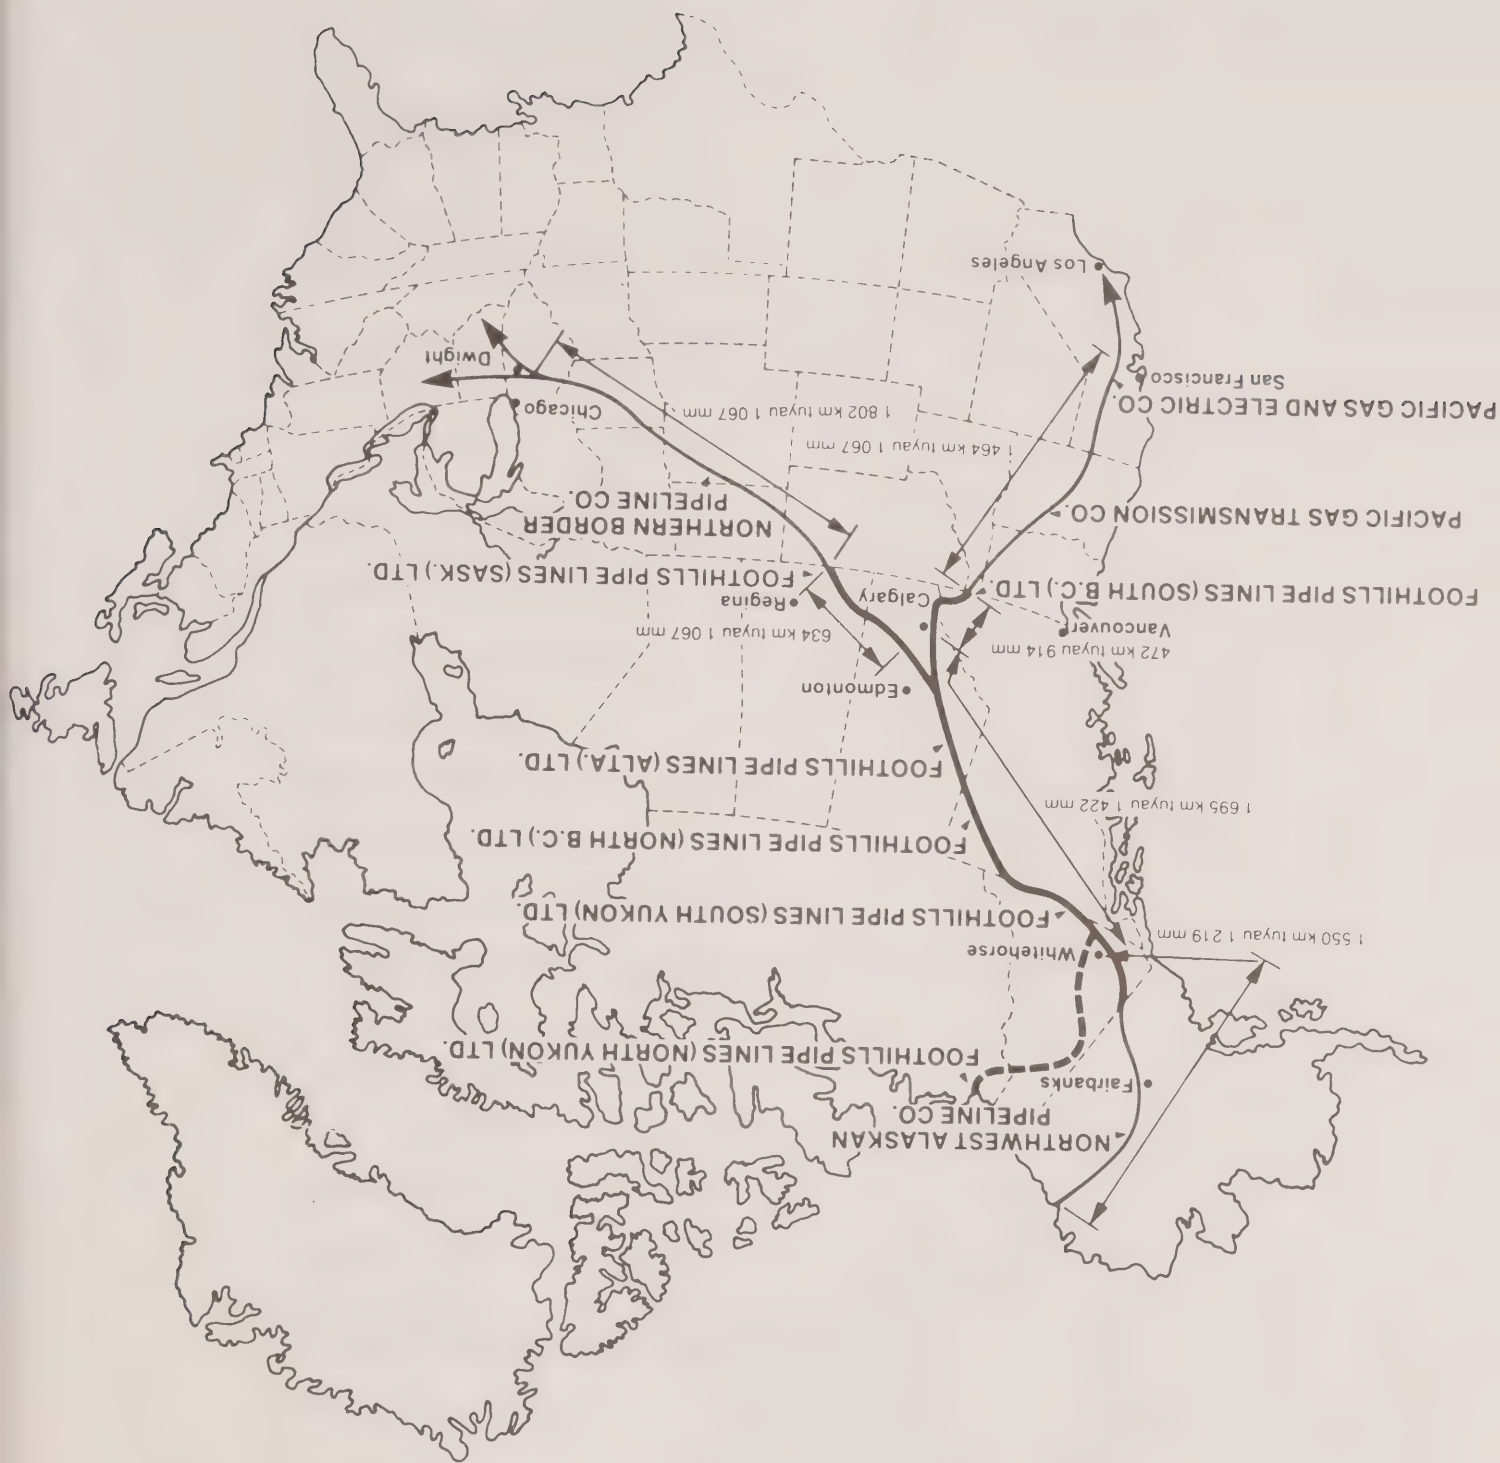 NORTHWEST ALASKAN
PIPELINE CO.
Fairbanks
FOOTHILLS PIPE LINES (NORTH YUKON) LTD.
Whitehorse
1 550 km tuyau 1 219 mm
FOOTHILLS PIPE LINES (SOUTH YUKON) LTD.
FOOTHILLS PIPE LINES (NORTH B.C.) LTD.
1 695 km tuyau 1 422 mm
FOOTHILLS PIPE LINES (ALTA.) LTD.
Edmonton
472 km tuyau 914 mm
Vancouver
634 km tuyau 1 067 mm
Calgary
Regina
FOOTHILLS PIPE LINES (SOUTH B.C.) LTD.
FOOTHILLS PIPE LINES (SASK.) LTD.
NORTHERN BORDER
PIPELINE CO.
PACIFIC GAS TRANSMISSION CO.
1 464 km tuyau 1 067 mm
1 802 km tuyau 1 067 mm
Chicago
PACIFIC GAS AND ELECTRIC CO.
San Francisco
Dwight
Los Angeles